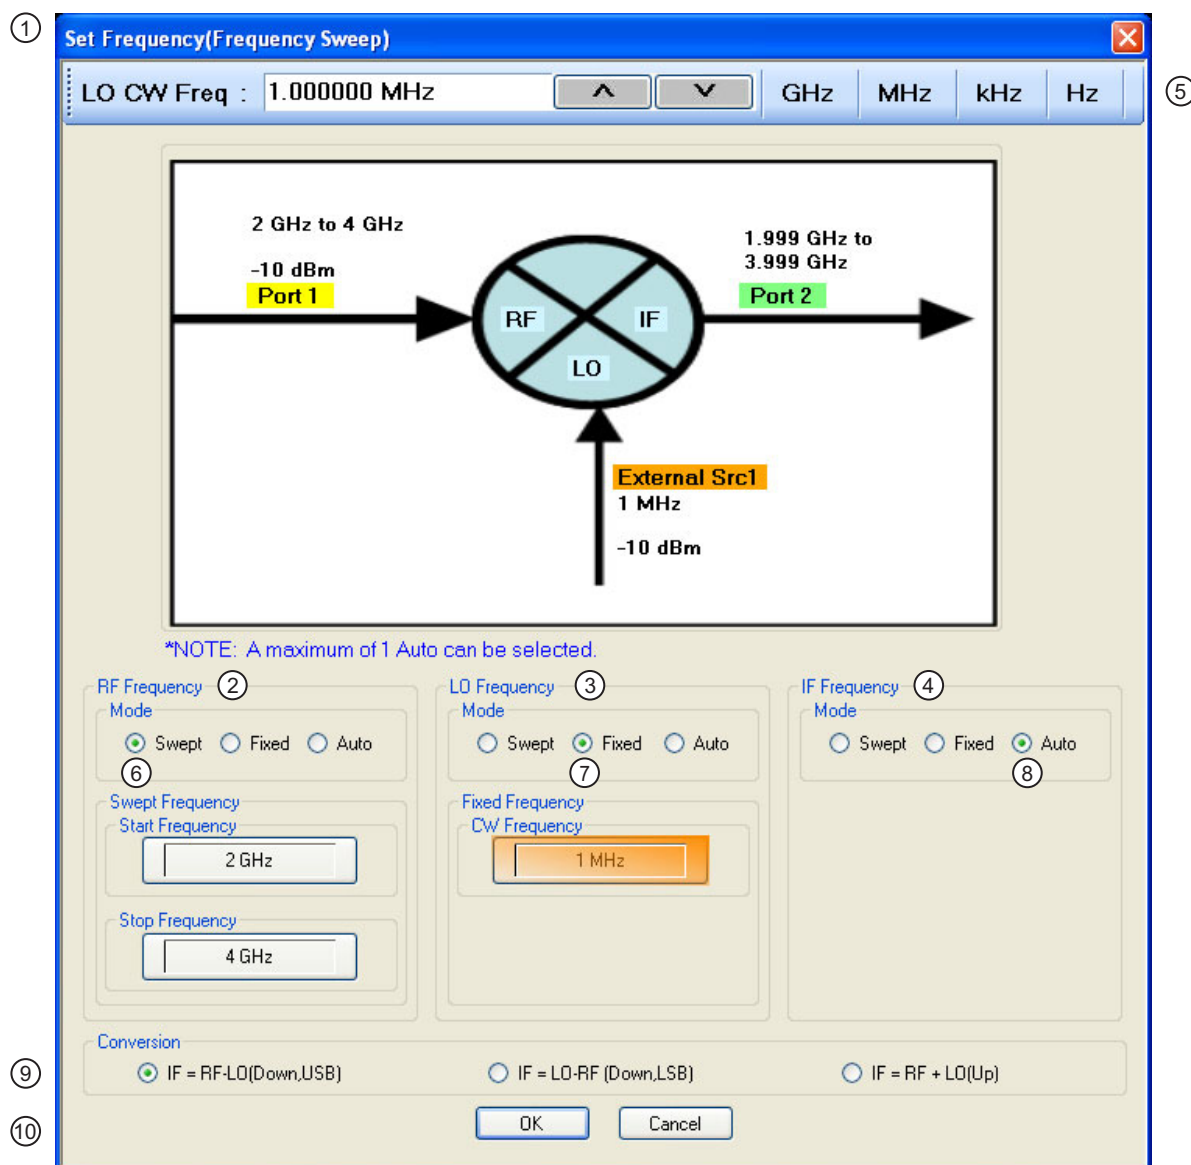 ①
Set Frequency(Frequency Sweep)
LO CW Freq : 1.000000 MHz ^ v GHz MHz kHz Hz
⑤
2 GHz to 4 GHz
-10 dBm
Port 1
1.999 GHz to
3.999 GHz
Port 2
RF
IF
LO
External Src1
1 MHz
-10 dBm
*NOTE: A maximum of 1 Auto can be selected.
RF Frequency ②
Mode
Swept Fixed Auto
⑥
Swept Frequency
Start Frequency
2 GHz
Stop Frequency
4 GHz
LO Frequency ③
Mode
Swept Fixed Auto
⑦
Fixed Frequency
CW Frequency
1 MHz
IF Frequency ④
Mode
Swept Fixed Auto
⑧
Conversion
⑨
IF = RF-LO(Down,USB) IF = LO-RF (Down,LSB) IF = RF + LO(Up)
⑩
OK Cancel